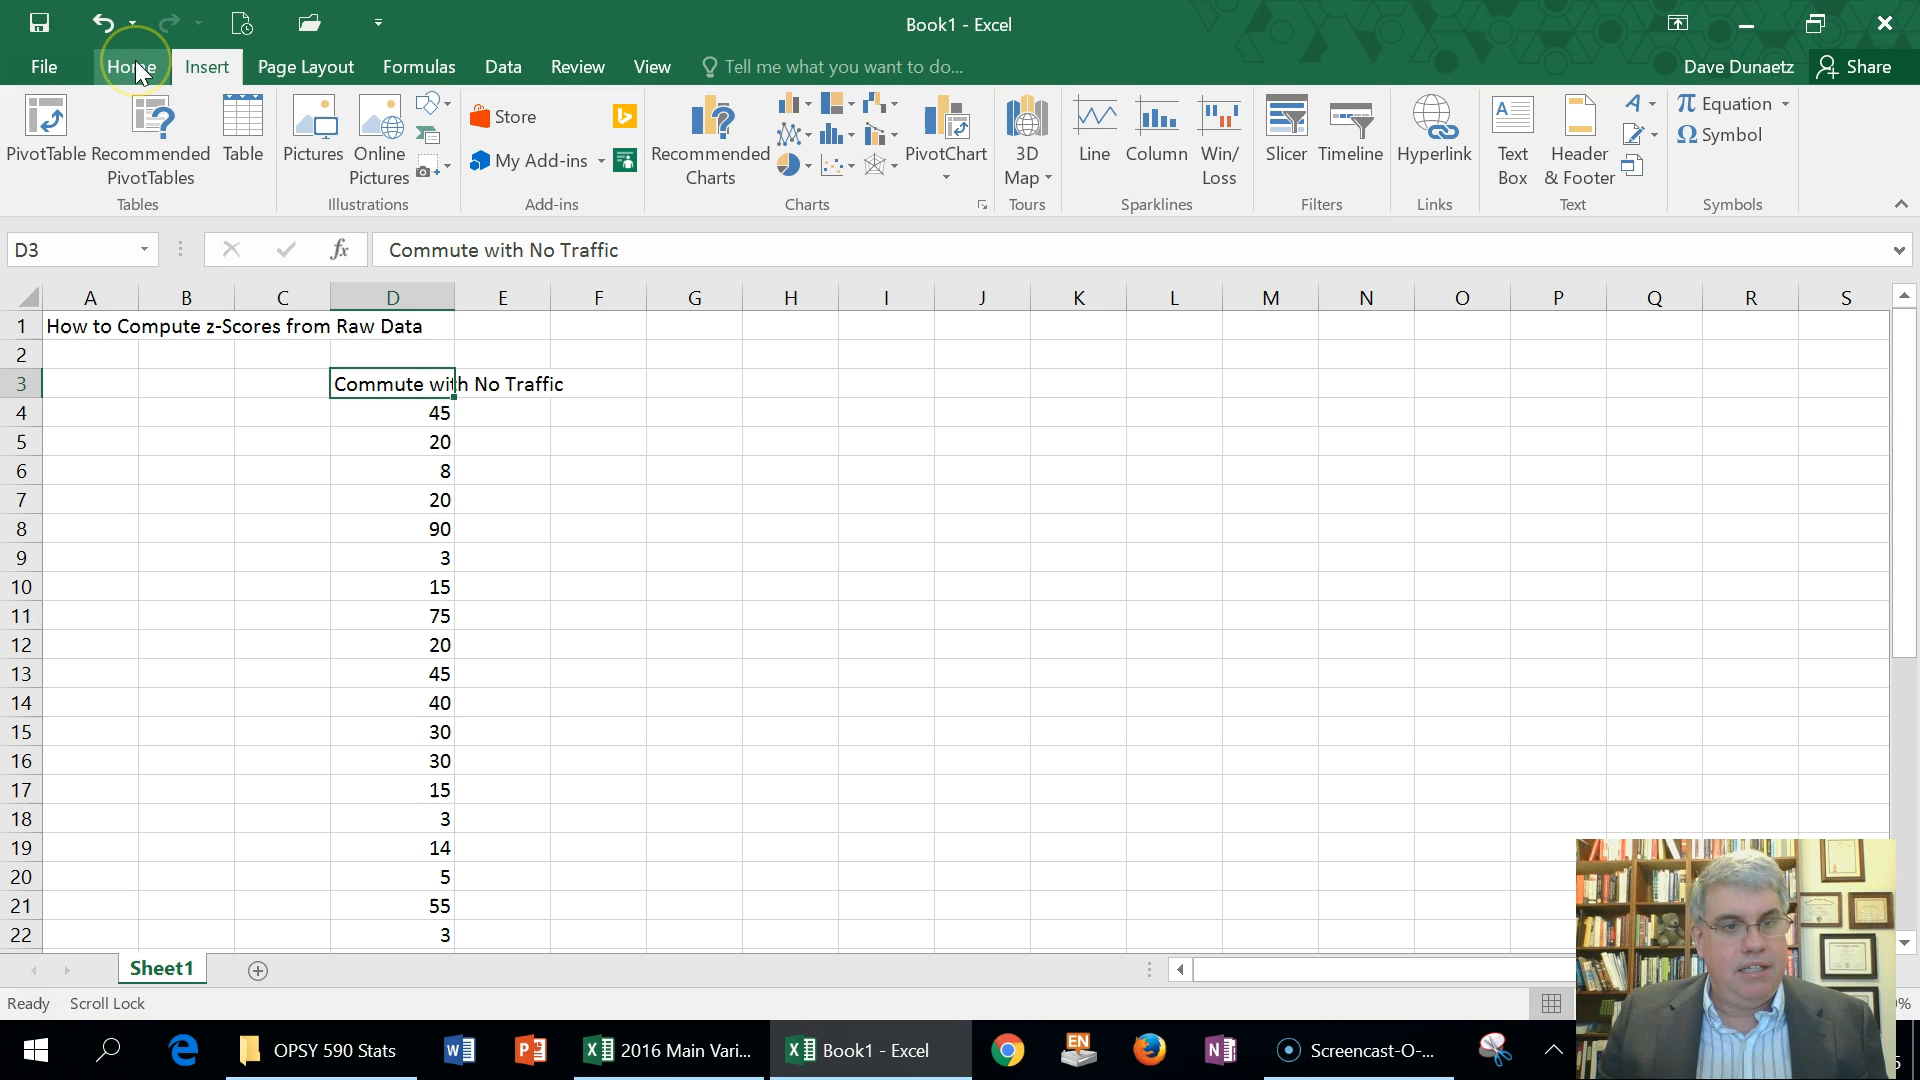 Book1 - Excel
File Home Insert Page Layout Formulas Data Review View Tell me what you want to do... Dave Dunaetz Share
PivotTable Recommended PivotTables Table
Tables
Pictures Online Pictures
Illustrations
Store
My Add-ins
Add-ins
Recommended Charts
PivotChart
Charts
3D Map
Tours
Line Column Win/ Loss
Sparklines
Slicer Timeline
Filters
Hyperlink
Links
Text Box Header & Footer
Text
π Equation
Ω Symbol
Symbols
D3 fx Commute with No Traffic
A B C D E F G H I J K L M N O P Q R S
1 How to Compute z-Scores from Raw Data
2
3 Commute with No Traffic
4 45
5 20
6 8
7 20
8 90
9 3
10 15
11 75
12 20
13 45
14 40
15 30
16 30
17 15
18 3
19 14
20 5
21 55
22 3
Sheet1
Ready Scroll Lock
OPSY 590 Stats 2016 Main Vari... Book1 - Excel EN Screencast-O-...